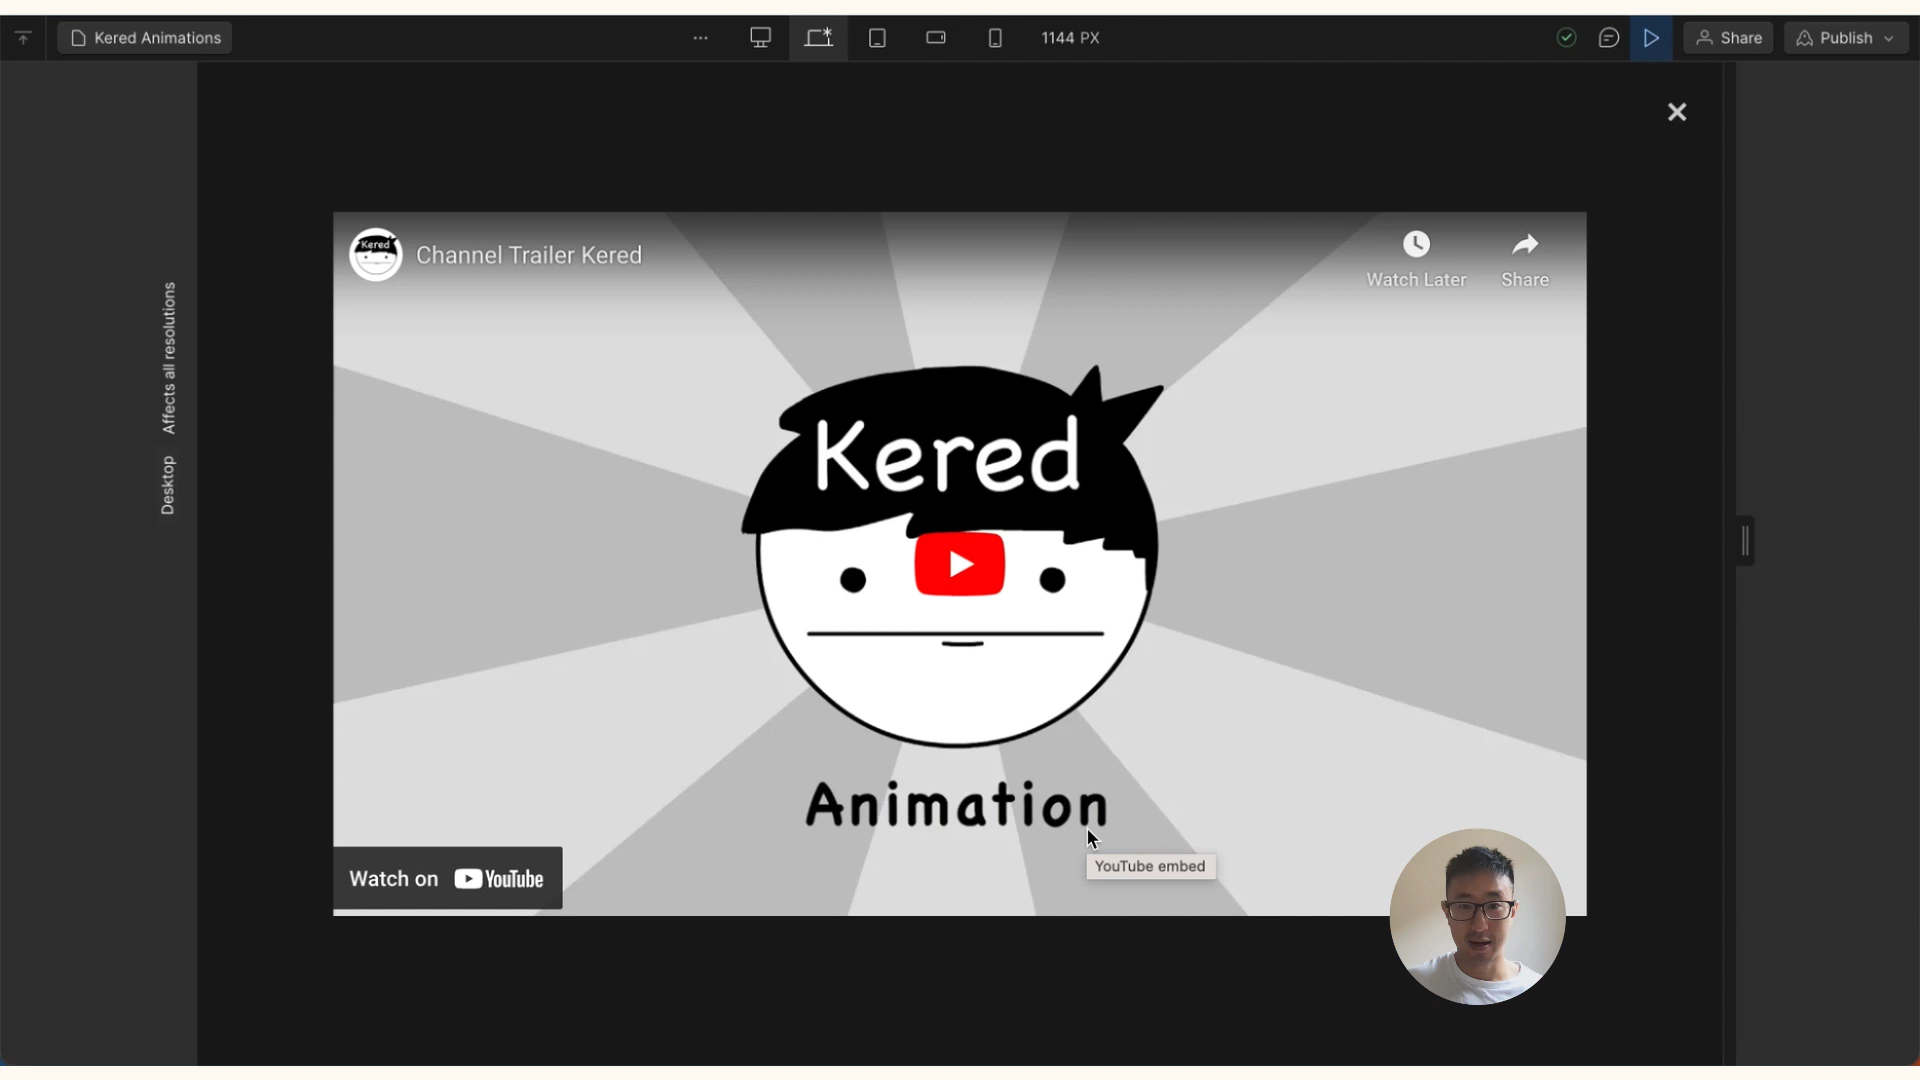 Kered Animations
1144 PX
Share
Publish
Desktop Affects all resolutions
Kered
Channel Trailer Kered
Watch Later
Share
Kered
Animation
YouTube embed
Watch on YouTube